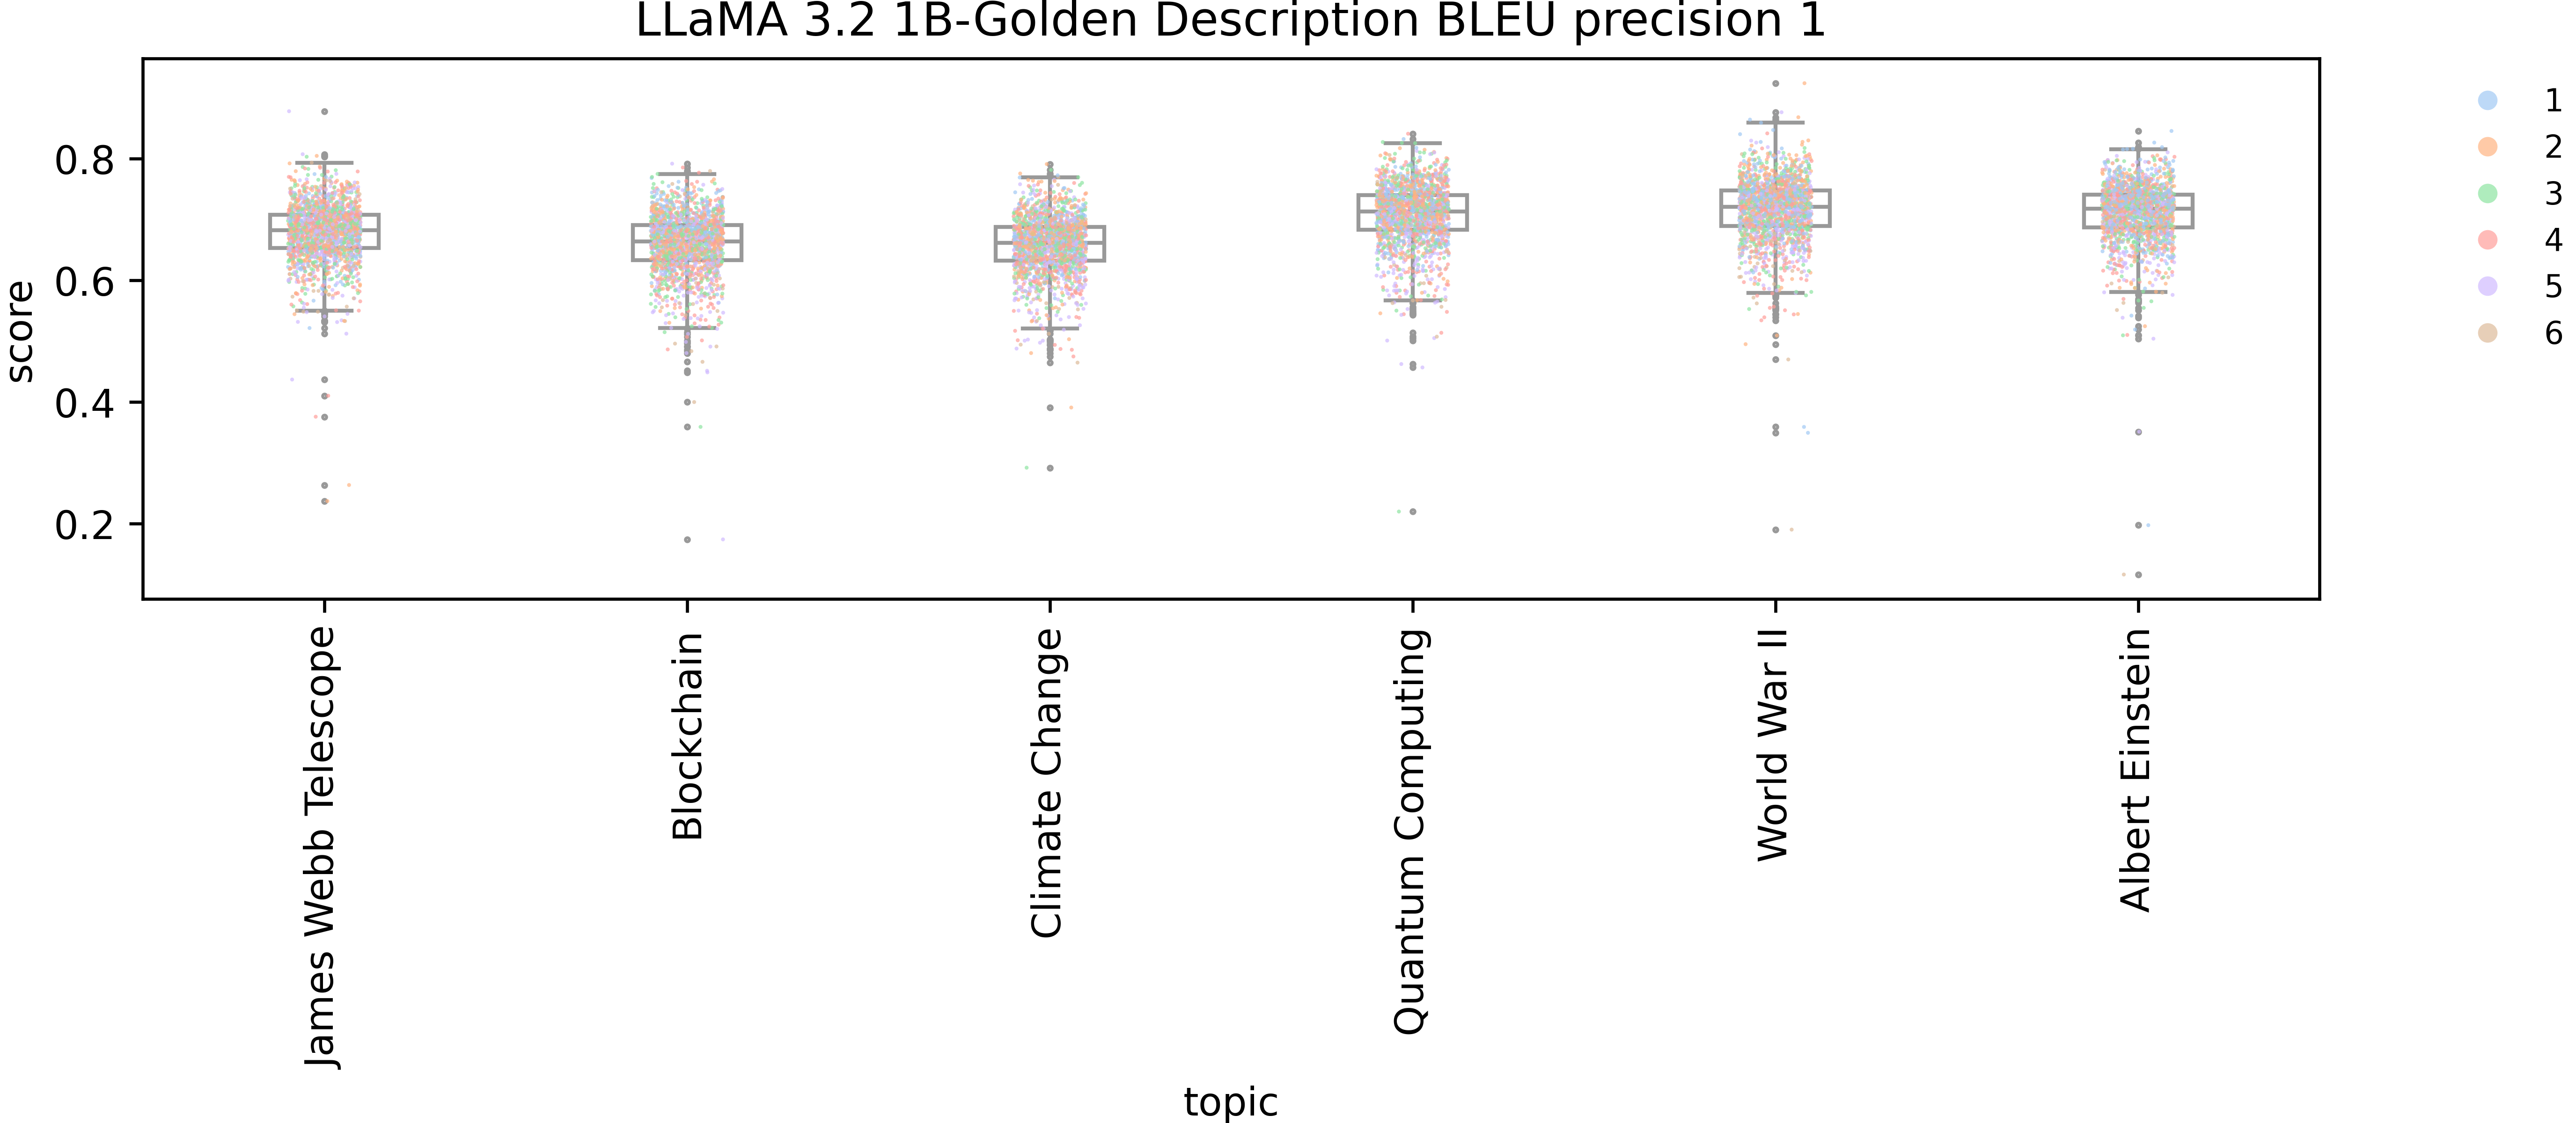 LLaMA 3.2 1B-Golden Description BLEU precision 1
score
0.8
0.6
0.4
0.2
James Webb Telescope
Blockchain
Climate Change
Quantum Computing
World War II
Albert Einstein
topic
1
2
3
4
5
6